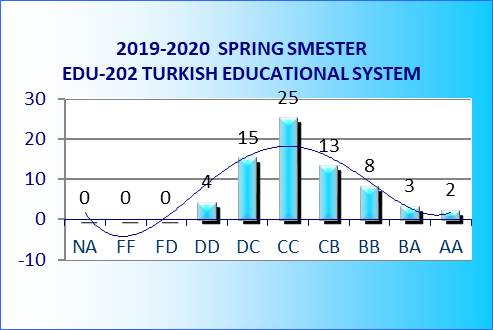 2019-2020 SPRING SMESTER
EDU-202 TURKISH EDUCATIONAL SYSTEM
30
20
10
0
-10
0 0 0 4 15 25 13 8 3 2
NA FF FD DD DC CC CB BB BA AA